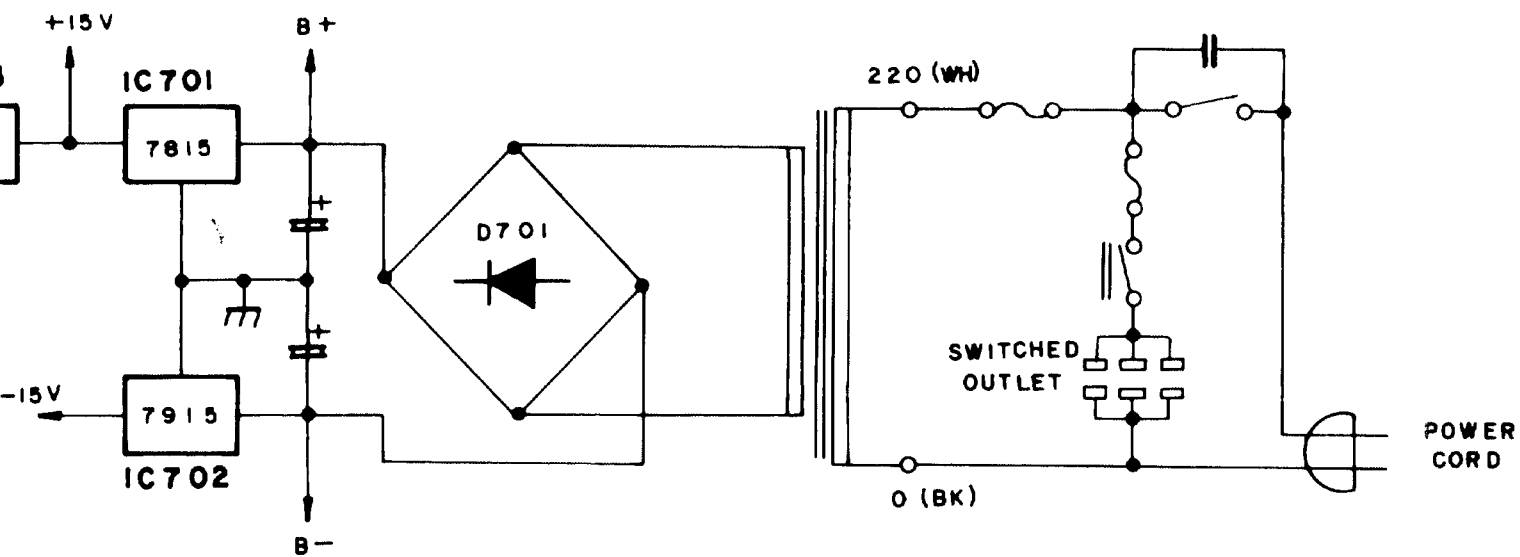 +15V
B+
IC701
7815
220 (WH)
D701
SWITCHED
OUTLET
-15V
7915
IC702
0 (BK)
POWER
CORD
B-